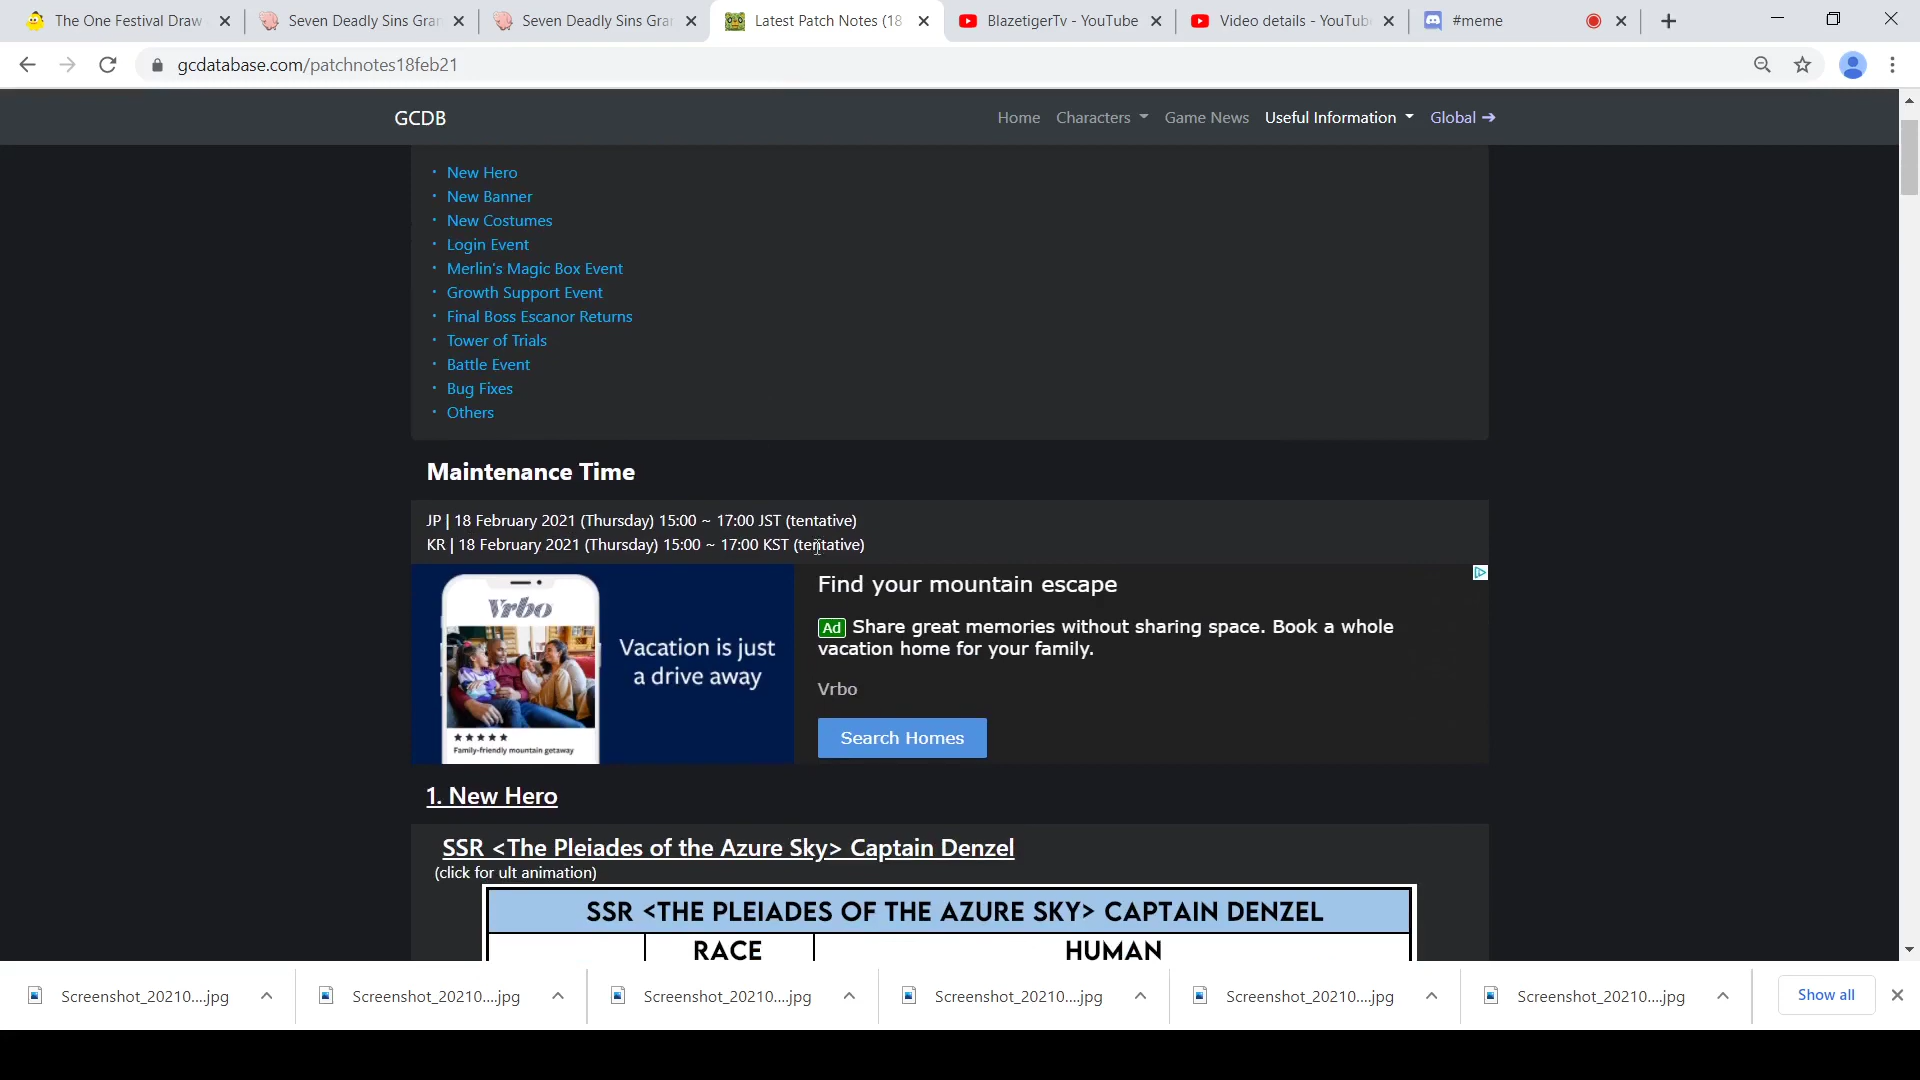 The One Festival Draw
Seven Deadly Sins Gran
Seven Deadly Sins Gran
Latest Patch Notes (18
BlazetigerTv - YouTube
Video details - YouTub
#meme
gcdatabase.com/patchnotes18feb21
GCDB
Home
Characters
Game News
Useful Information
Global →
· New Hero
· New Banner
· New Costumes
· Login Event
· Merlin's Magic Box Event
· Growth Support Event
· Final Boss Escanor Returns
· Tower of Trials
· Battle Event
· Bug Fixes
· Others
Maintenance Time
JP | 18 February 2021 (Thursday) 15:00 ~ 17:00 JST (tentative)
KR | 18 February 2021 (Thursday) 15:00 ~ 17:00 KST (tentative)
Vrbo
Vacation is just
a drive away
★★★★★
Family-friendly mountain getaway
Find your mountain escape
Ad Share great memories without sharing space. Book a whole
vacation home for your family.
Vrbo
Search Homes
1. New Hero
SSR <The Pleiades of the Azure Sky> Captain Denzel
(click for ult animation)
SSR <THE PLEIADES OF THE AZURE SKY> CAPTAIN DENZEL
RACE
HUMAN
Screenshot_20210....jpg
Screenshot_20210....jpg
Screenshot_20210....jpg
Screenshot_20210....jpg
Screenshot_20210....jpg
Screenshot_20210....jpg
Show all